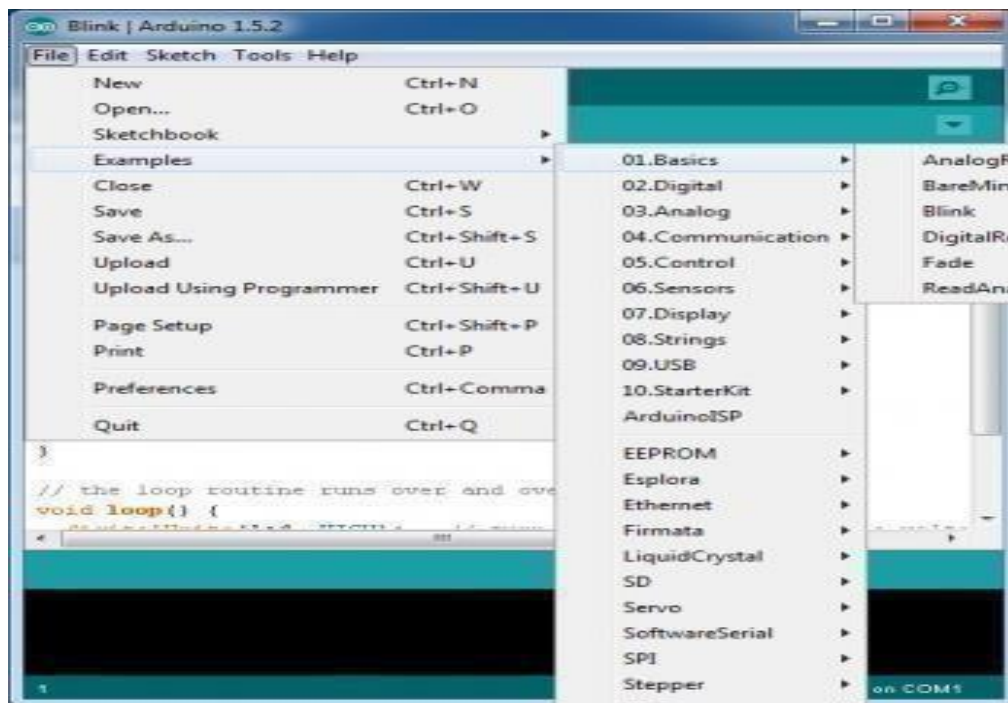 Blink | Arduino 1.5.2
File Edit Sketch Tools Help
New Ctrl+N
Open... Ctrl+O
Sketchbook
Examples
Close Ctrl+W
Save Ctrl+S
Save As... Ctrl+Shift+S
Upload Ctrl+U
Upload Using Programmer Ctrl+Shift+U
Page Setup Ctrl+Shift+P
Print Ctrl+P
Preferences Ctrl+Comma
Quit Ctrl+Q
01.Basics
02.Digital
03.Analog
04.Communication
05.Control
06.Sensors
07.Display
08.Strings
09.USB
10.StarterKit
ArduinoISP
EEPROM
Esplora
Ethernet
Firmata
LiquidCrystal
SD
Servo
SoftwareSerial
SPI
Stepper
AnalogR
BareMin
Blink
DigitalR
Fade
ReadAna
}
// the loop routine runs over and ove
void loop() {
1
on COM1